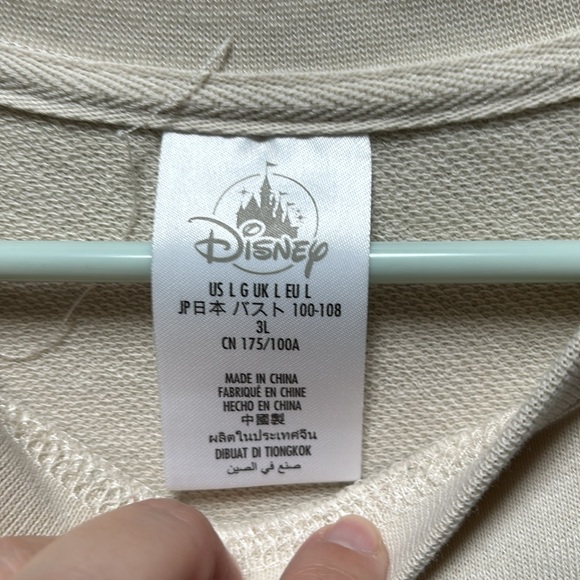 Disney
US L G UK L EU L
JP日本 バスト 100-108
3L
CN 175/100A
MADE IN CHINA
FABRIQUÉ EN CHINE
HECHO EN CHINA
中國製
ผลิตในประเทศจีน
DIBUAT DI TIONGKOK
صنع في الصين